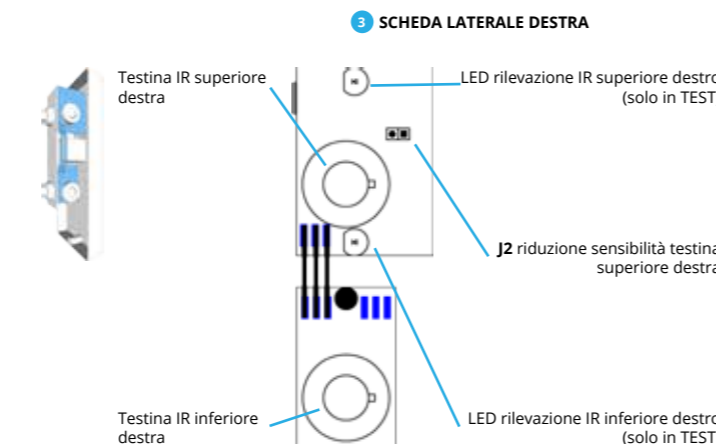 3 SCHEDA LATERALE DESTRA
Testina IR superiore
destra
LED rilevazione IR superiore destro
(solo in TEST
J2 riduzione sensibilità testina
superiore destra
Testina IR inferiore
destra
LED rilevazione IR inferiore destro
(solo in TEST